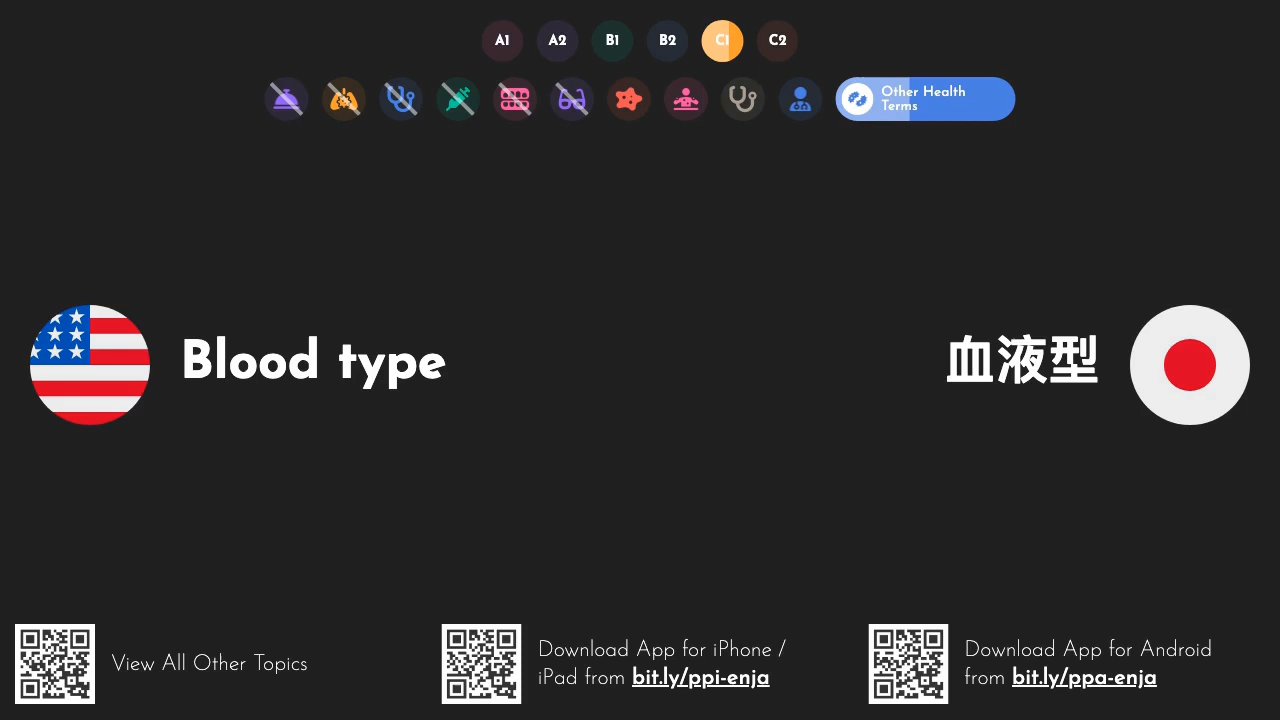 A1 A2 B1 B2 C1 C2
Other Health
Terms
Blood type
血液型
View All Other Topics
Download App for iPhone /
iPad from bit.ly/ppi-enja
Download App for Android
from bit.ly/ppa-enja